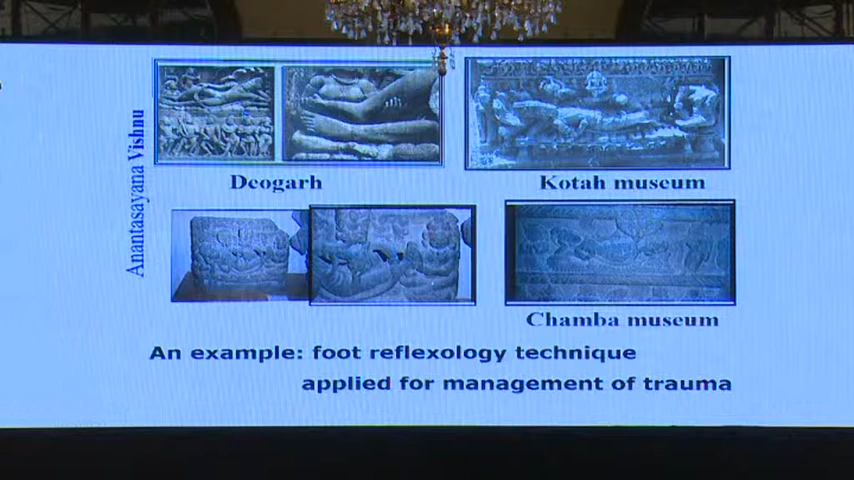 Anantasayana Vishnu
Deogarh
Kotah museum
Chamba museum
An example: foot reflexology technique
applied for management of trauma